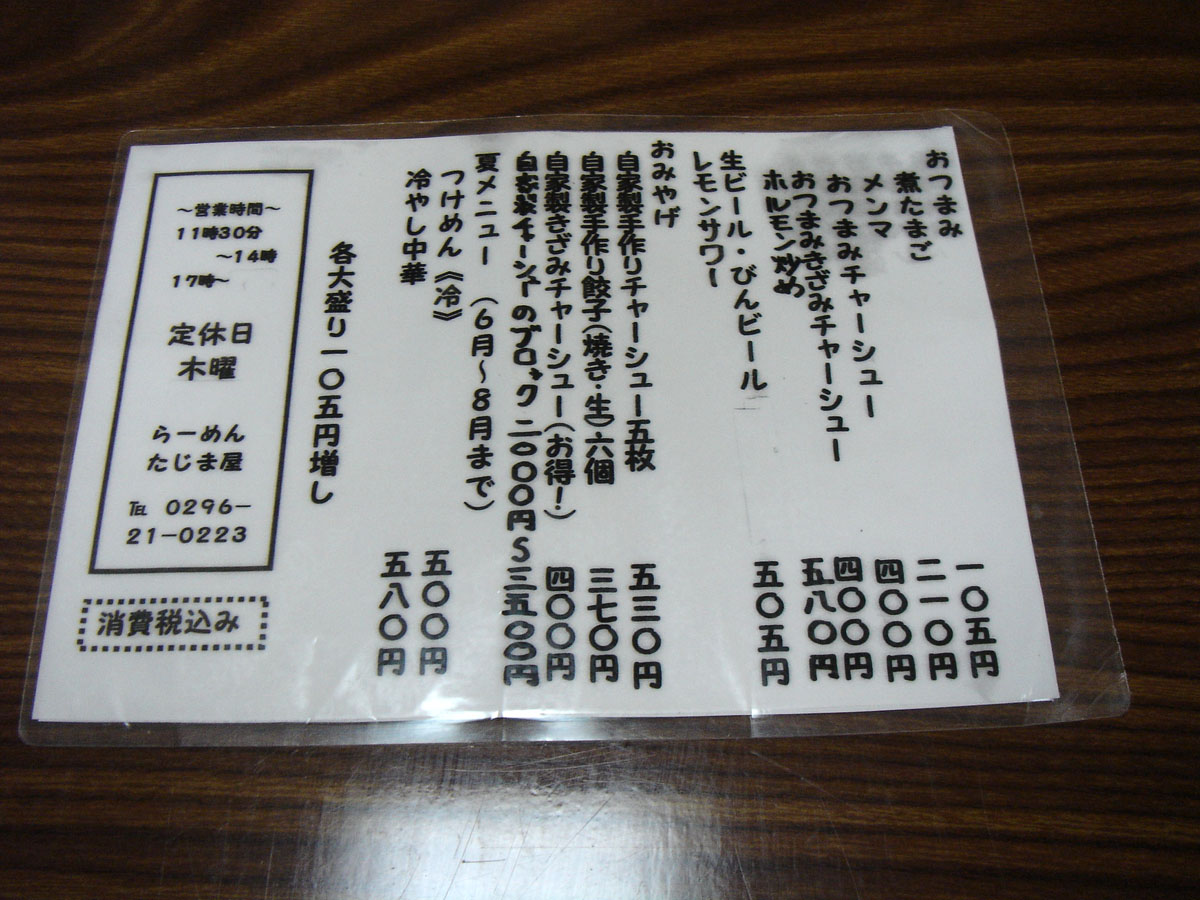 おつまみ
煮たまご 一〇五円
メンマ 二一〇円
おつまみチャーシュー 四〇〇円
おつまみきざみチャーシュー 四〇〇円
ホルモン炒め 五八〇円
生ビール・びんビール 五〇五円
レモンサワー
おみやげ
自家製手作りチャーシュー五枚 五三〇円
自家製手作り餃子(焼き・生)六個 三七〇円
自家製きざみチャーシュー(お得!) 四〇〇円
自家製チャーシューのブロック 二〇〇〇円~三五〇〇円
夏メニュー (6月~8月まで)
つけめん《冷》 五〇〇円
冷やし中華 五八〇円
各大盛り一〇五円増し
~営業時間~
11時30分
~14時
17時~
定休日
木曜
らーめん
たじま屋
℡ 0296-
21-0223
消費税込み